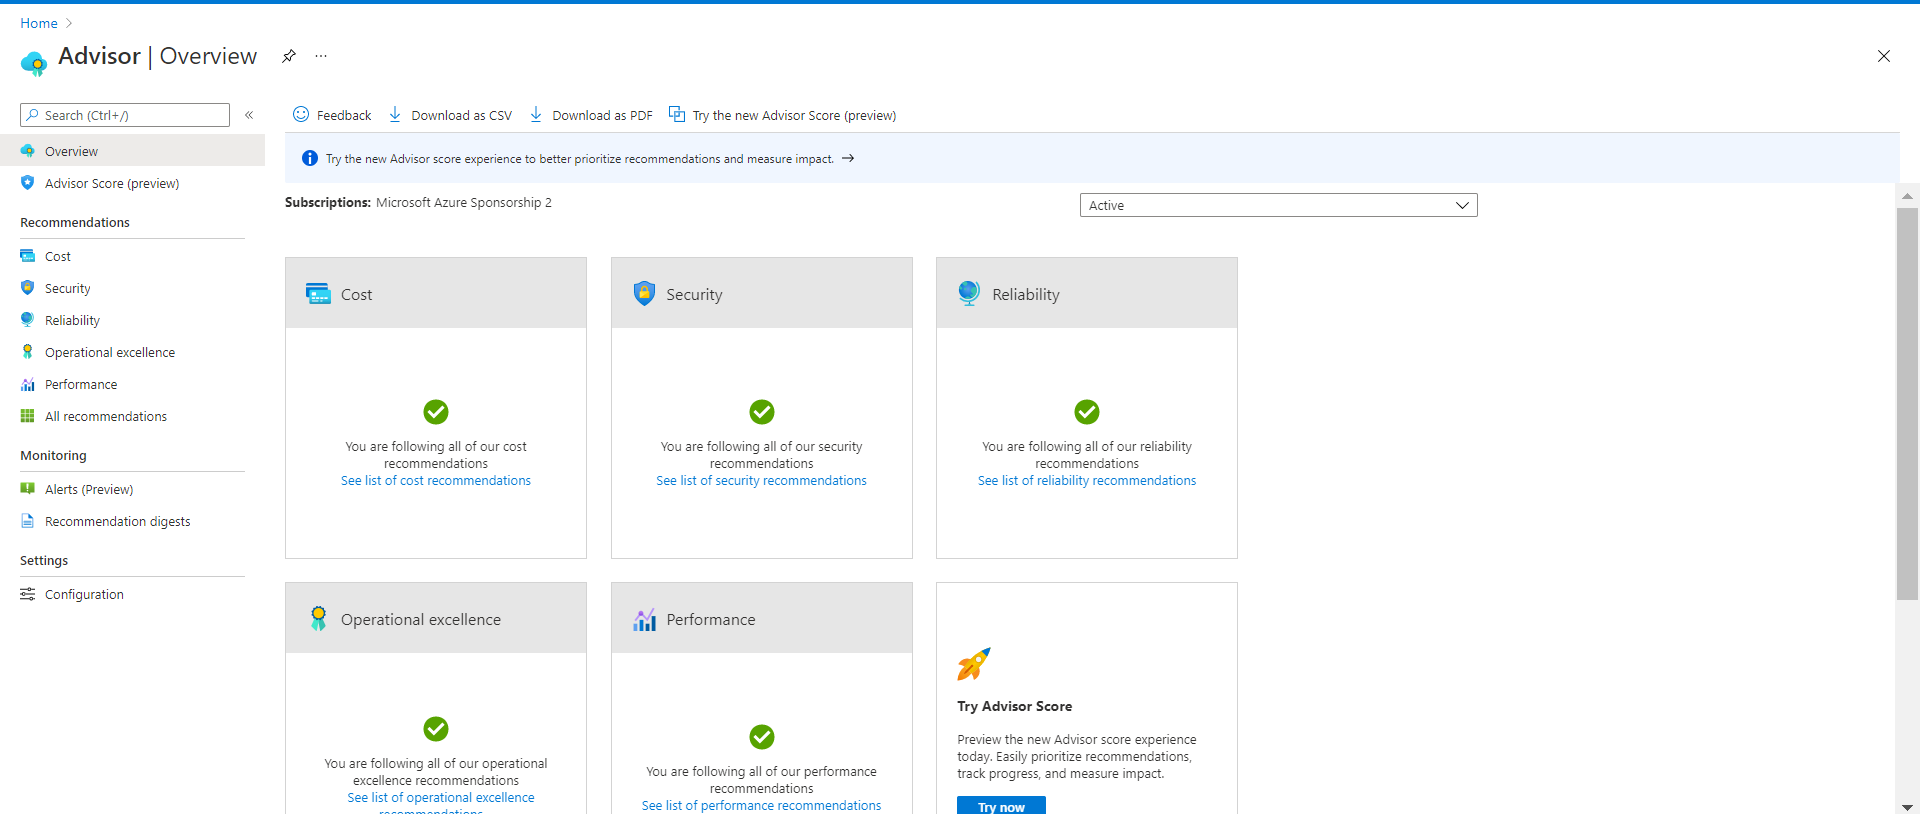 Home
Advisor | Overview
Search (Ctrl+/)
Overview
Advisor Score (preview)
Recommendations
Cost
Security
Reliability
Operational excellence
Performance
All recommendations
Monitoring
Alerts (Preview)
Recommendation digests
Settings
Configuration
Feedback
Download as CSV
Download as PDF
Try the new Advisor Score (preview)
Try the new Advisor score experience to better prioritize recommendations and measure impact. →
Subscriptions: Microsoft Azure Sponsorship 2
Active
Cost
You are following all of our cost
recommendations
See list of cost recommendations
Security
You are following all of our security
recommendations
See list of security recommendations
Reliability
You are following all of our reliability
recommendations
See list of reliability recommendations
Operational excellence
You are following all of our operational
excellence recommendations
See list of operational excellence
recommendations
Performance
You are following all of our performance
recommendations
See list of performance recommendations
Try Advisor Score
Preview the new Advisor score experience
today. Easily prioritize recommendations,
track progress, and measure impact.
Try now